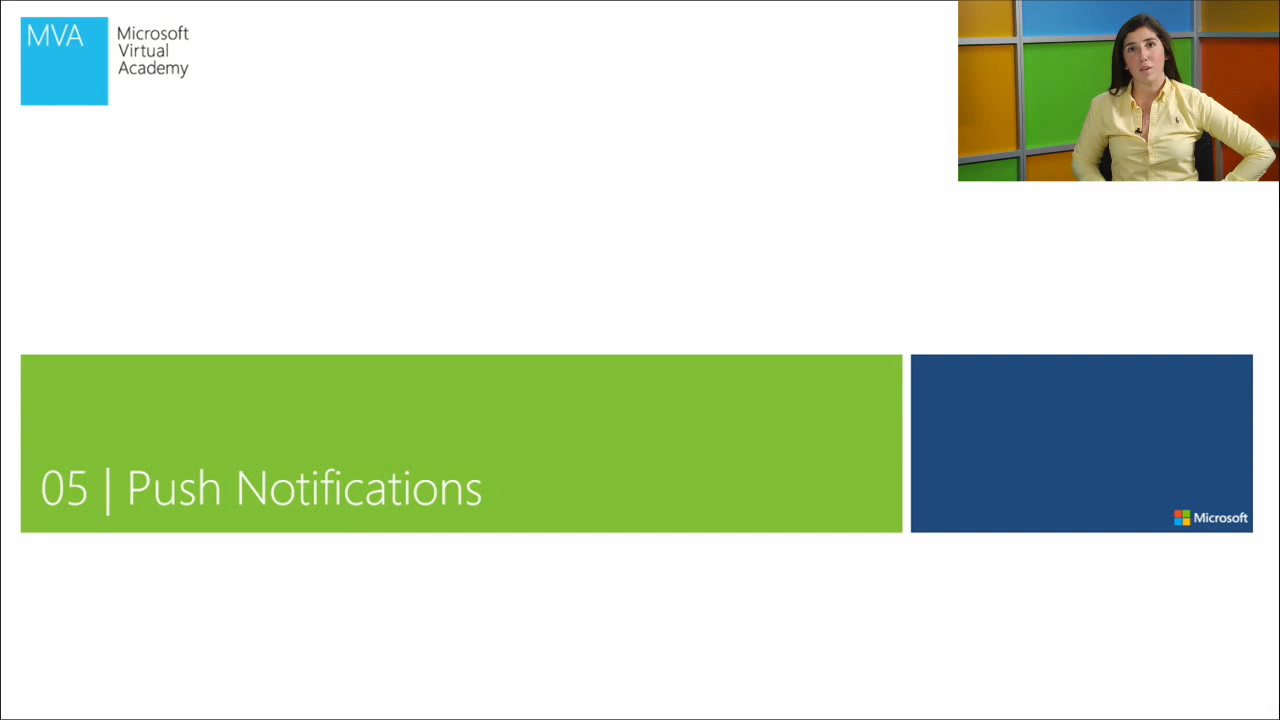 MVA
Microsoft
Virtual
Academy
05 | Push Notifications
Microsoft